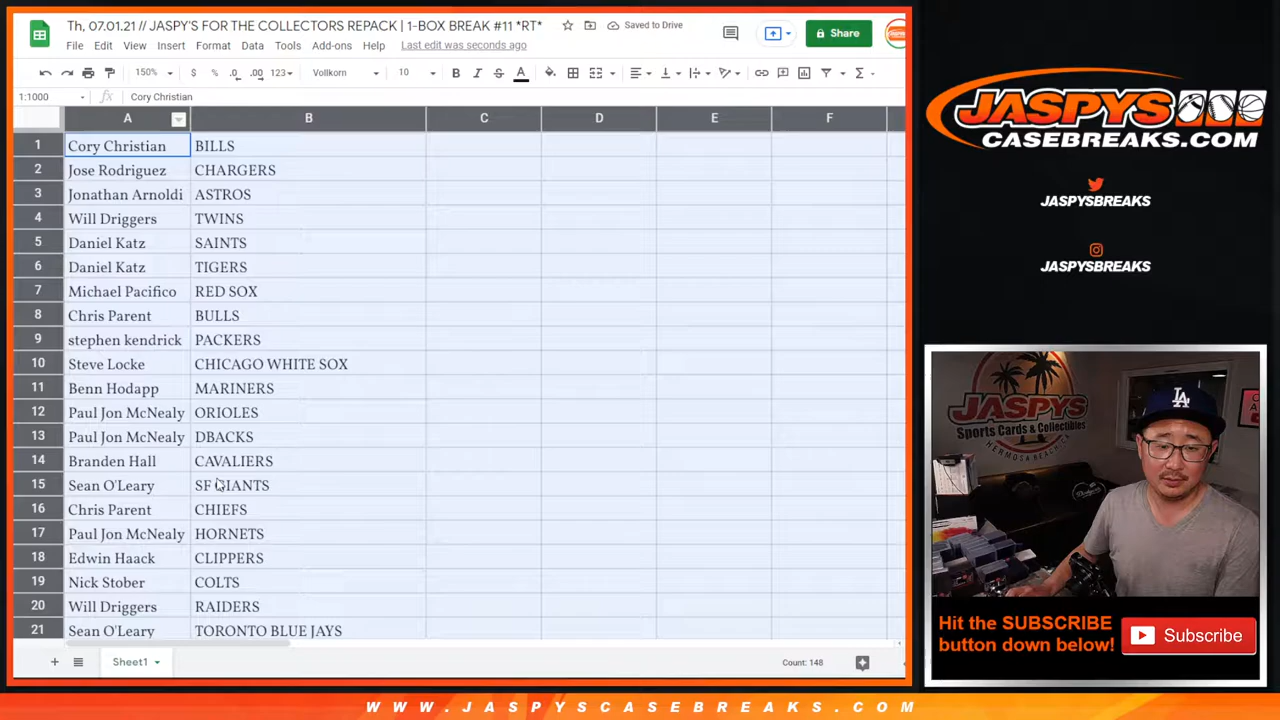 Th, 07.01.21 // JASPY'S FOR THE COLLECTORS REPACK | 1-BOX BREAK #11 *RT*
Saved to Drive
File Edit View Insert Format Data Tools Add-ons Help Last edit was seconds ago
Share
150% $ % .0 .00 123 Vollkorn 10 B I S A
1:1000 fx Cory Christian
A B C D E F
1 Cory Christian BILLS
2 Jose Rodriguez CHARGERS
3 Jonathan Arnoldi ASTROS
4 Will Driggers TWINS
5 Daniel Katz SAINTS
6 Daniel Katz TIGERS
7 Michael Pacifico RED SOX
8 Chris Parent BULLS
9 stephen kendrick PACKERS
10 Steve Locke CHICAGO WHITE SOX
11 Benn Hodapp MARINERS
12 Paul Jon McNealy ORIOLES
13 Paul Jon McNealy DBACKS
14 Branden Hall CAVALIERS
15 Sean O'Leary SF GIANTS
16 Chris Parent CHIEFS
17 Paul Jon McNealy HORNETS
18 Edwin Haack CLIPPERS
19 Nick Stober COLTS
20 Will Driggers RAIDERS
21 Sean O'Leary TORONTO BLUE JAYS
Sheet1
Count: 148
JASPYS
CASEBREAKS.COM
JASPYSBREAKS
JASPYSBREAKS
JASPYS
Sports Cards & Collectibles
HERMOSA BEACH
LA
Hit the SUBSCRIBE
button down below!
Subscribe
WWW.JASPYSCASEBREAKS.COM